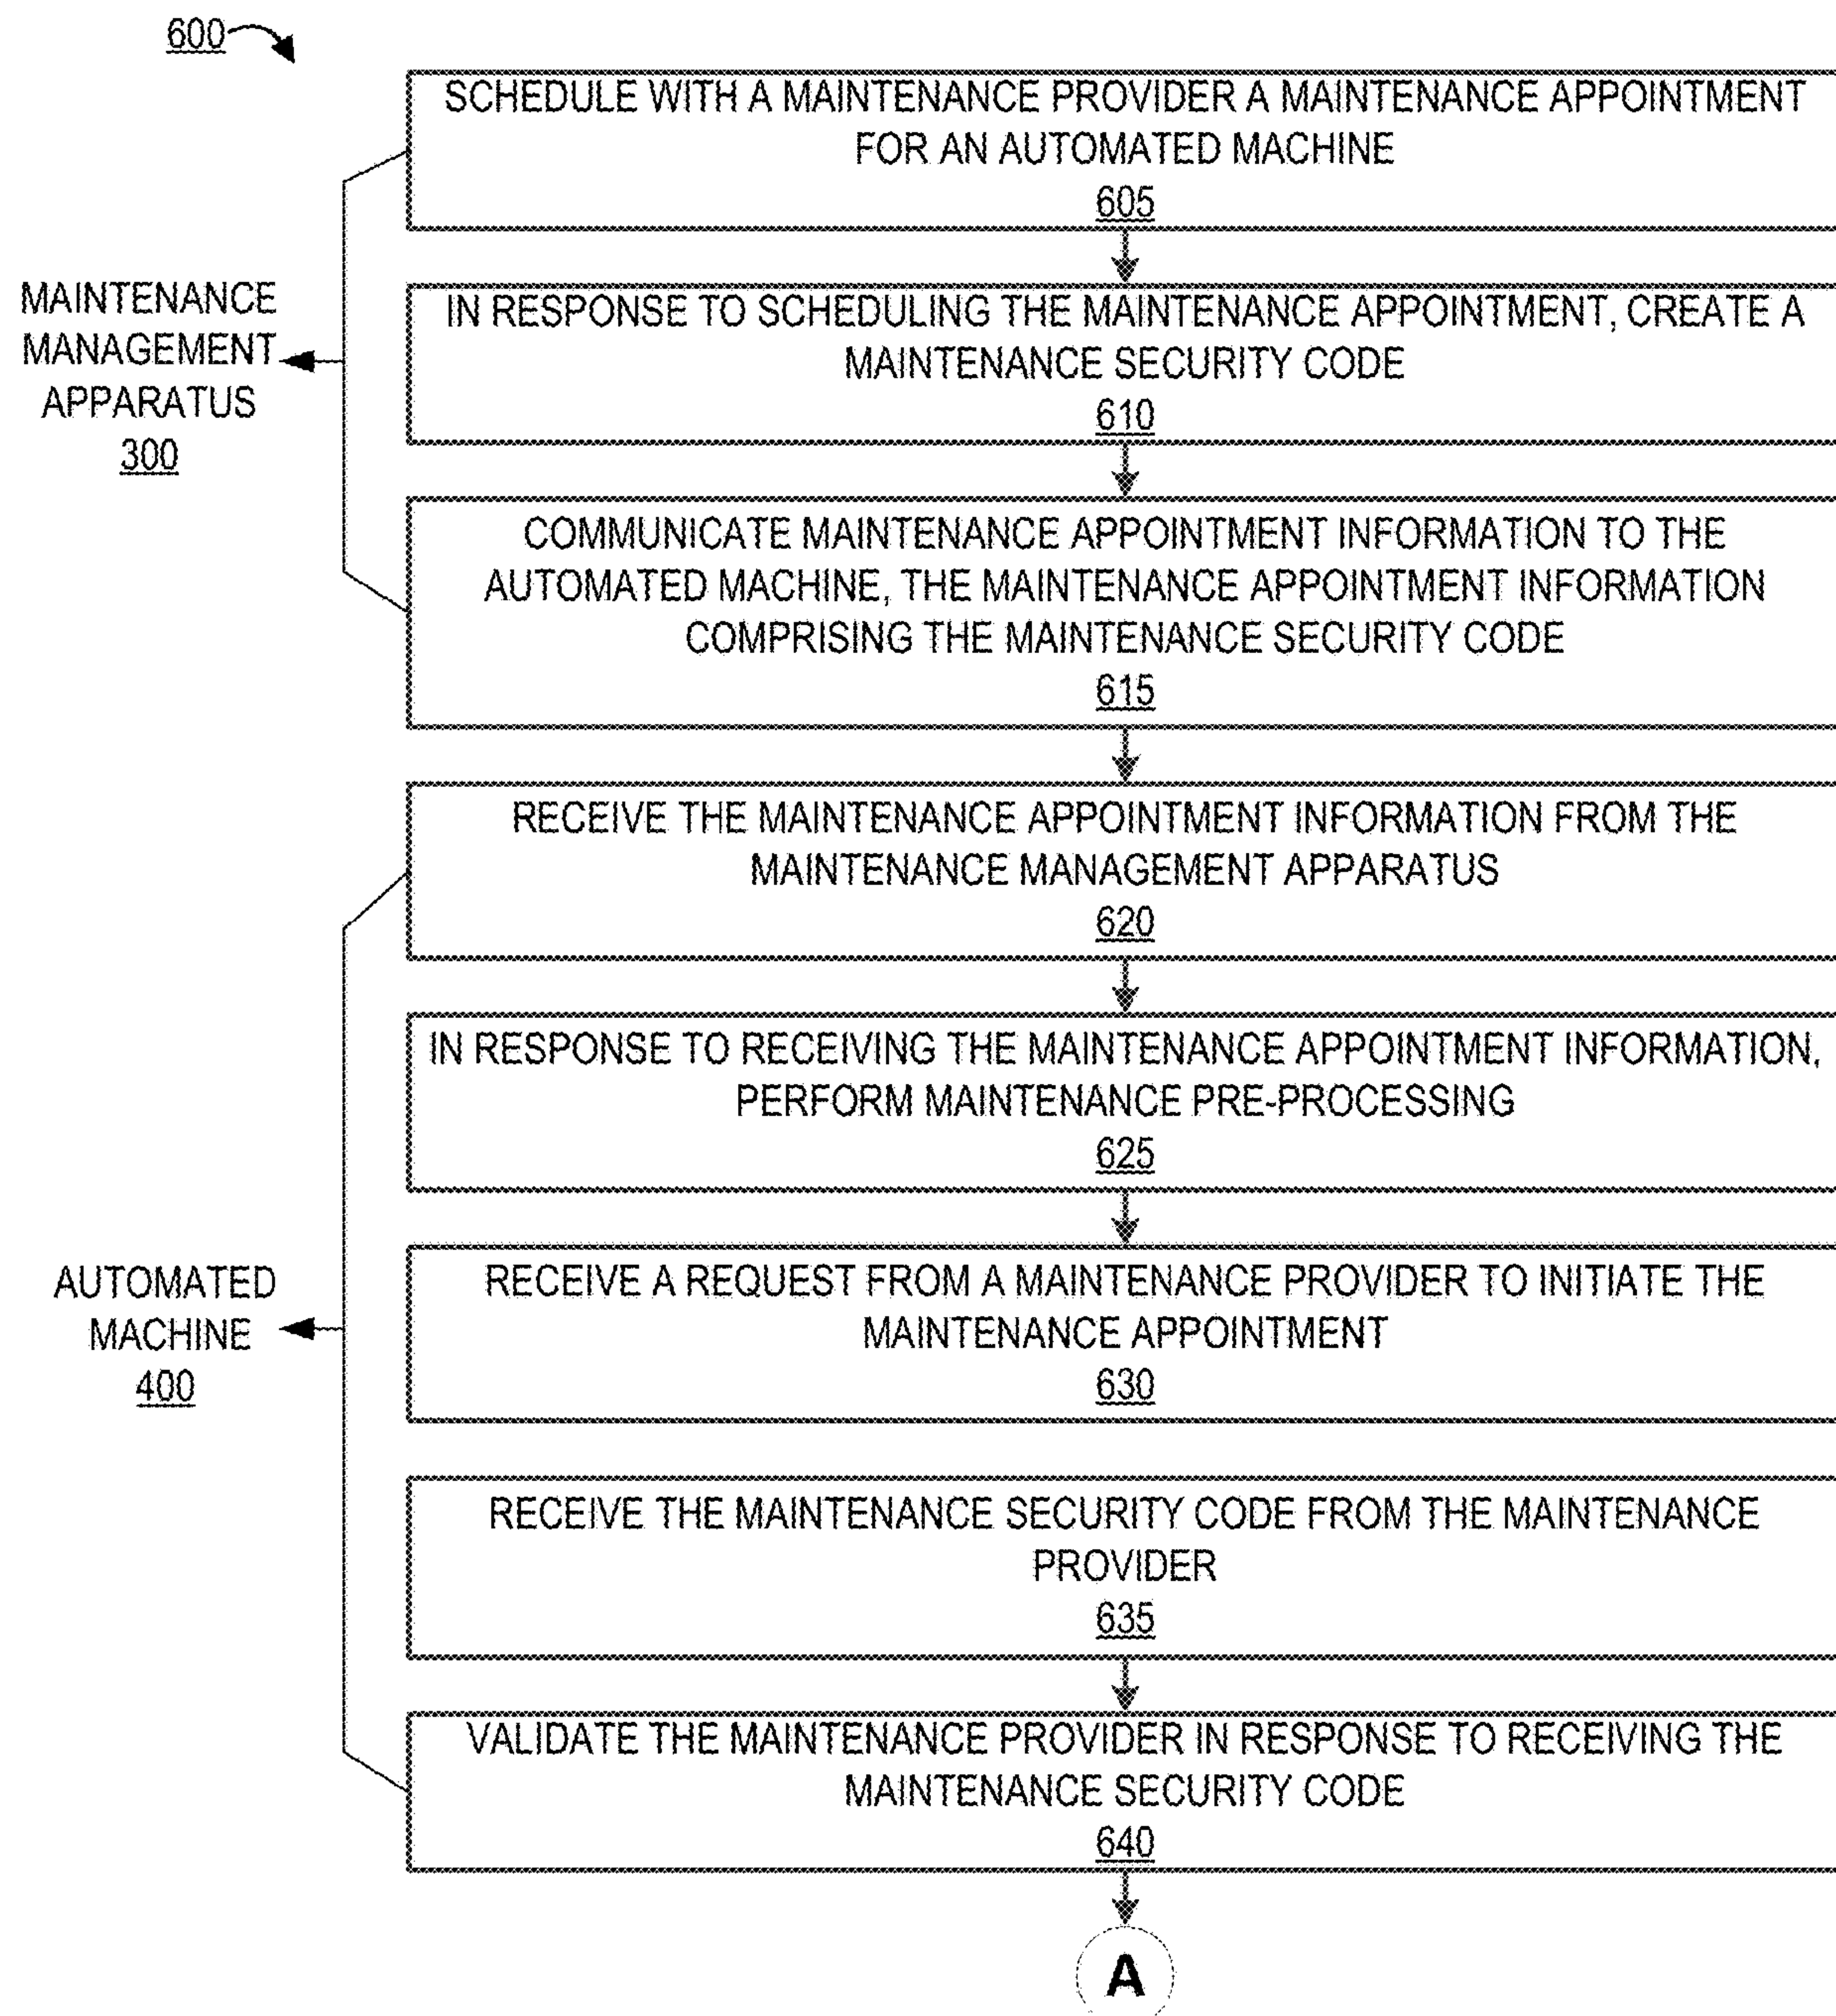 600
SCHEDULE WITH A MAINTENANCE PROVIDER A MAINTENANCE APPOINTMENT
FOR AN AUTOMATED MACHINE
605
IN RESPONSE TO SCHEDULING THE MAINTENANCE APPOINTMENT, CREATE A
MAINTENANCE SECURITY CODE
610
MAINTENANCE
MANAGEMENT
APPARATUS
300
COMMUNICATE MAINTENANCE APPOINTMENT INFORMATION TO THE
AUTOMATED MACHINE, THE MAINTENANCE APPOINTMENT INFORMATION
COMPRISING THE MAINTENANCE SECURITY CODE
615
RECEIVE THE MAINTENANCE APPOINTMENT INFORMATION FROM THE
MAINTENANCE MANAGEMENT APPARATUS
620
IN RESPONSE TO RECEIVING THE MAINTENANCE APPOINTMENT INFORMATION,
PERFORM MAINTENANCE PRE-PROCESSING
625
RECEIVE A REQUEST FROM A MAINTENANCE PROVIDER TO INITIATE THE
MAINTENANCE APPOINTMENT
630
AUTOMATED
MACHINE
400
RECEIVE THE MAINTENANCE SECURITY CODE FROM THE MAINTENANCE
PROVIDER
635
VALIDATE THE MAINTENANCE PROVIDER IN RESPONSE TO RECEIVING THE
MAINTENANCE SECURITY CODE
640
A